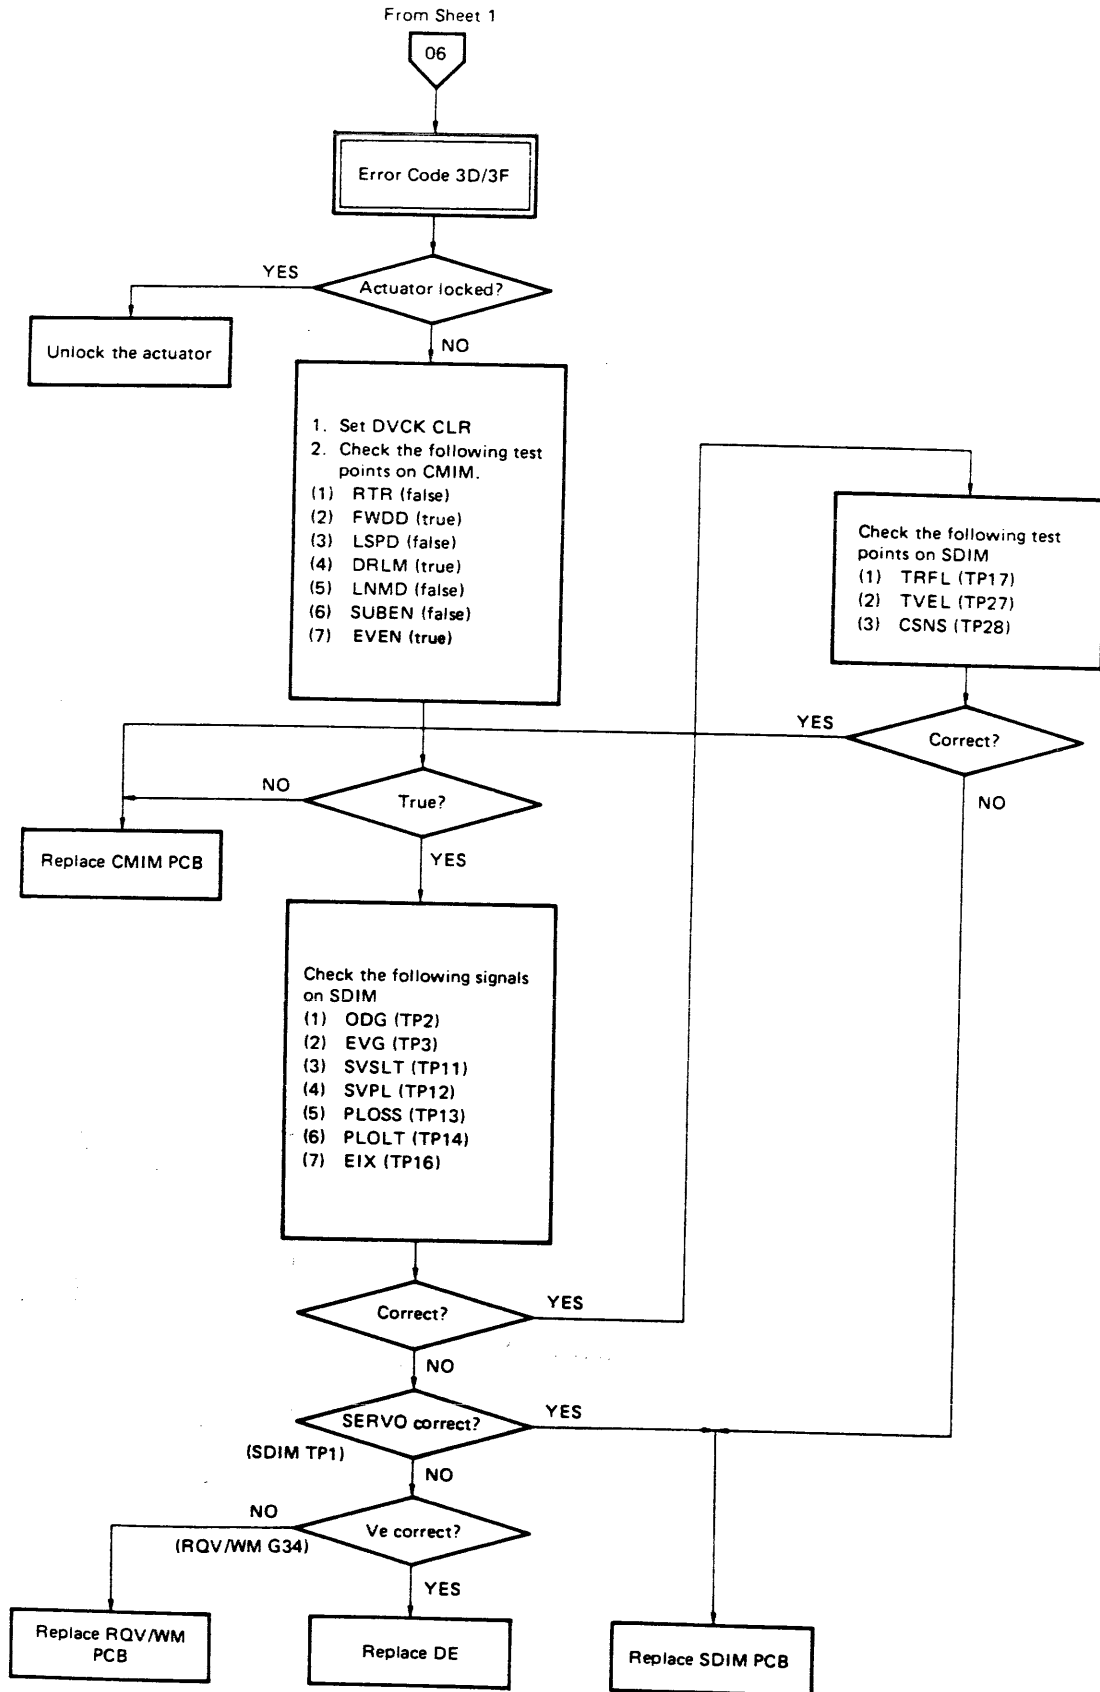 From Sheet 1
06
Error Code 3D/3F
YES
Actuator locked?
Unlock the actuator
NO
1. Set DVCK CLR
2. Check the following test
points on CMIM.
(1) RTR (false)
(2) FWDD (true)
(3) LSPD (false)
(4) DRLM (true)
(5) LNMD (false)
(6) SUBEN (false)
(7) EVEN (true)
Check the following test
points on SDIM
(1) TRFL (TP17)
(2) TVEL (TP27)
(3) CSNS (TP28)
YES
Correct?
NO
NO
True?
YES
Replace CMIM PCB
Check the following signals
on SDIM
(1) ODG (TP2)
(2) EVG (TP3)
(3) SVSLT (TP11)
(4) SVPL (TP12)
(5) PLOSS (TP13)
(6) PLOLT (TP14)
(7) EIX (TP16)
Correct?
YES
NO
SERVO correct?
YES
(SDIM TP1)
NO
NO
Ve correct?
(RQV/WM G34)
YES
Replace RQV/WM
PCB
Replace DE
Replace SDIM PCB